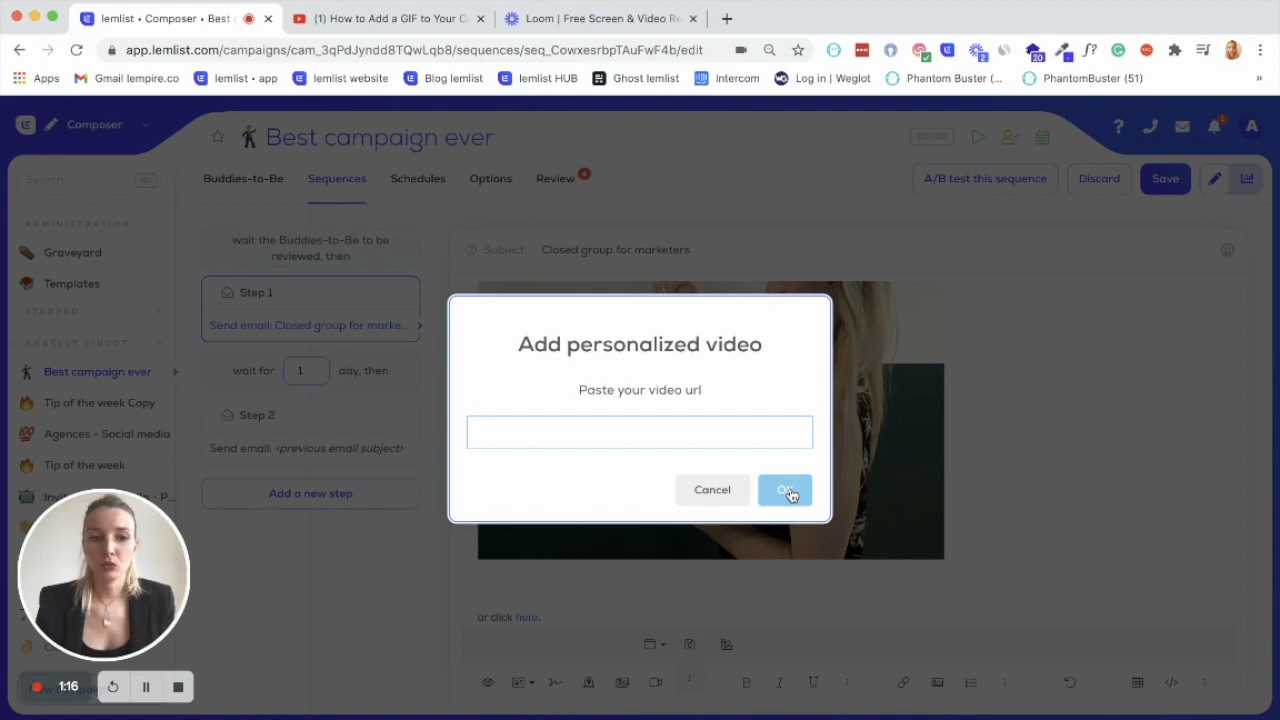 lemlist • Composer - Best c
(1) How to Add a GIF to Your C
Loom | Free Screen & Video Re
app.lemlist.com/campaigns/cam_3qPdJyndd8TQwLqb8/sequences/seq_CowxesrbpTAuFwF4b/edit
Apps
Gmail lempire.co
lemlist • app
lemlist website
Blog lemlist
lemlist HUB
Ghost lemlist
Intercom
Log in | Weglot
Phantom Buster (...
PhantomBuster (51)
»
Composer
Best campaign ever
EDITED
A
Search
Buddies-to-Be
Sequences
Schedules
Options
Review
4
A/B test this sequence
Discard
Save
ADMINISTRATION
Graveyard
Templates
STARRED
ANAËLLE LINCOT
Best campaign ever
Tip of the week Copy
Agences - Social media
Tip of the week
wait the Buddies-to-Be to be
reviewed, then
Step 1
Send email: Closed group for marke...
wait for 1 day, then
Step 2
Send email: <previous email subject>
Add a new step
Subject
Closed group for marketers
Add personalized video
Paste your video url
Cancel
or click here.
1:16